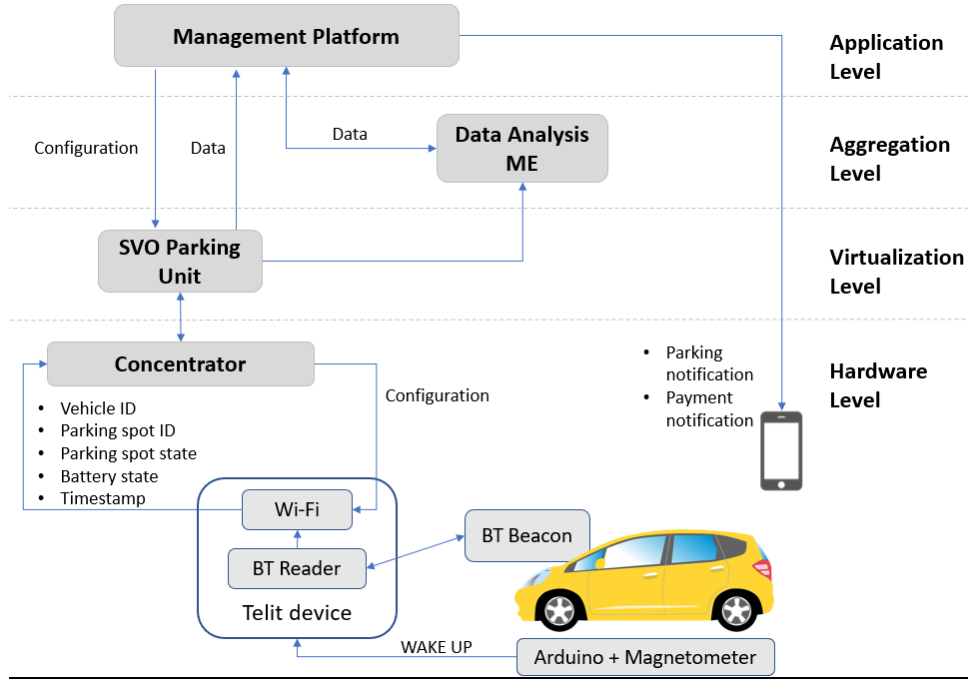 Management Platform
Application
Level
Configuration
Data
Data
Data Analysis
ME
Aggregation
Level
SVO Parking
Unit
Virtualization
Level
Concentrator
Configuration
• Parking
notification
• Payment
notification
Hardware
Level
• Vehicle ID
• Parking spot ID
• Parking spot state
• Battery state
• Timestamp
Wi-Fi
BT Reader
Telit device
BT Beacon
WAKE UP
Arduino + Magnetometer